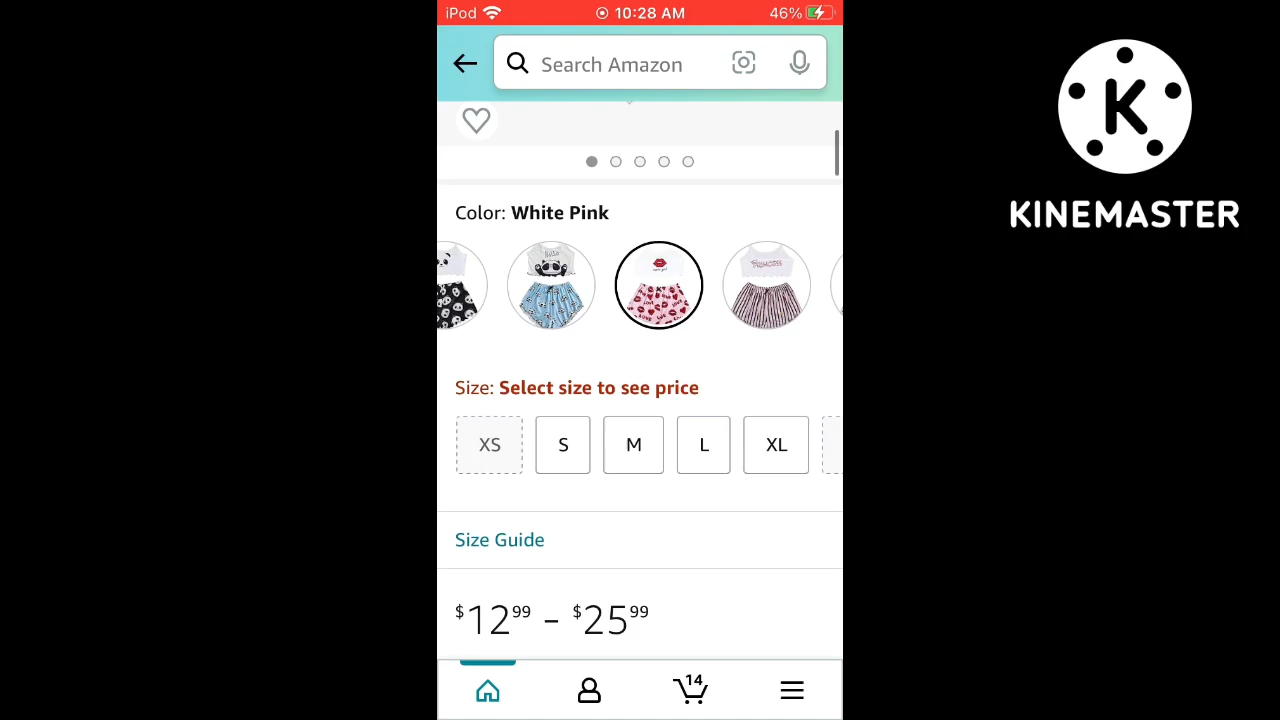 iPod 10:28 AM 46%
Search Amazon
K
KINEMASTER
Color: White Pink
Size: Select size to see price
XS S M L XL
Size Guide
$12.99 - $25.99
14